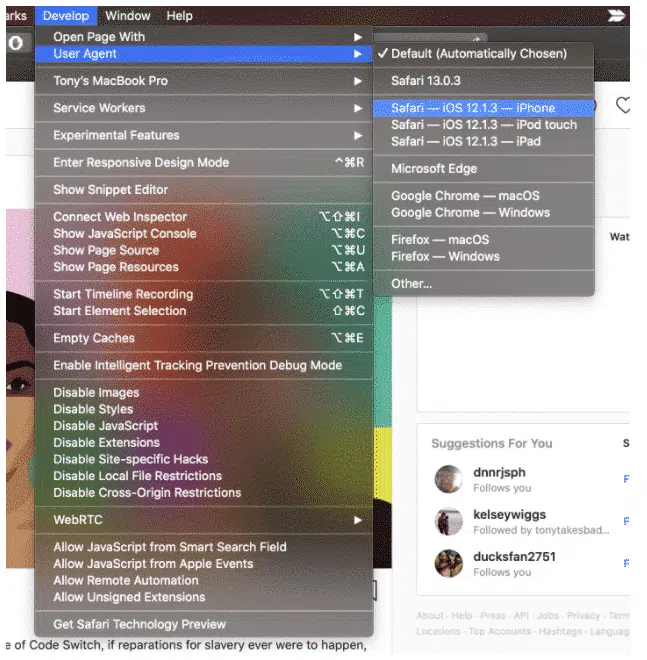 arks Develop Window Help
Open Page With
User Agent
Tony's MacBook Pro
Service Workers
Experimental Features
Enter Responsive Design Mode ⌃⌘R
Show Snippet Editor
Connect Web Inspector ⌥⇧⌘I
Show JavaScript Console ⌥⌘C
Show Page Source ⌥⌘U
Show Page Resources ⌥⌘A
Start Timeline Recording ⌥⇧⌘T
Start Element Selection ⇧⌘C
Empty Caches ⌥⌘E
Enable Intelligent Tracking Prevention Debug Mode
Disable Images
Disable Styles
Disable JavaScript
Disable Extensions
Disable Site-specific Hacks
Disable Local File Restrictions
Disable Cross-Origin Restrictions
WebRTC
Allow JavaScript from Smart Search Field
Allow JavaScript from Apple Events
Allow Remote Automation
Allow Unsigned Extensions
Get Safari Technology Preview
✓ Default (Automatically Chosen)
Safari 13.0.3
Safari — iOS 12.1.3 — iPhone
Safari — iOS 12.1.3 — iPod touch
Safari — iOS 12.1.3 — iPad
Microsoft Edge
Google Chrome — macOS
Google Chrome — Windows
Firefox — macOS
Firefox — Windows
Other...
Wat
Suggestions For You S
dnnrjsph
Follows you
kelseywiggs
Followed by tonytakesbad...
ducksfan2751
Follows you
About · Help · Press · API · Jobs · Privacy · Term
Locations · Top Accounts · Hashtags · Languag
e of Code Switch, if reparations for slavery ever were to happen,